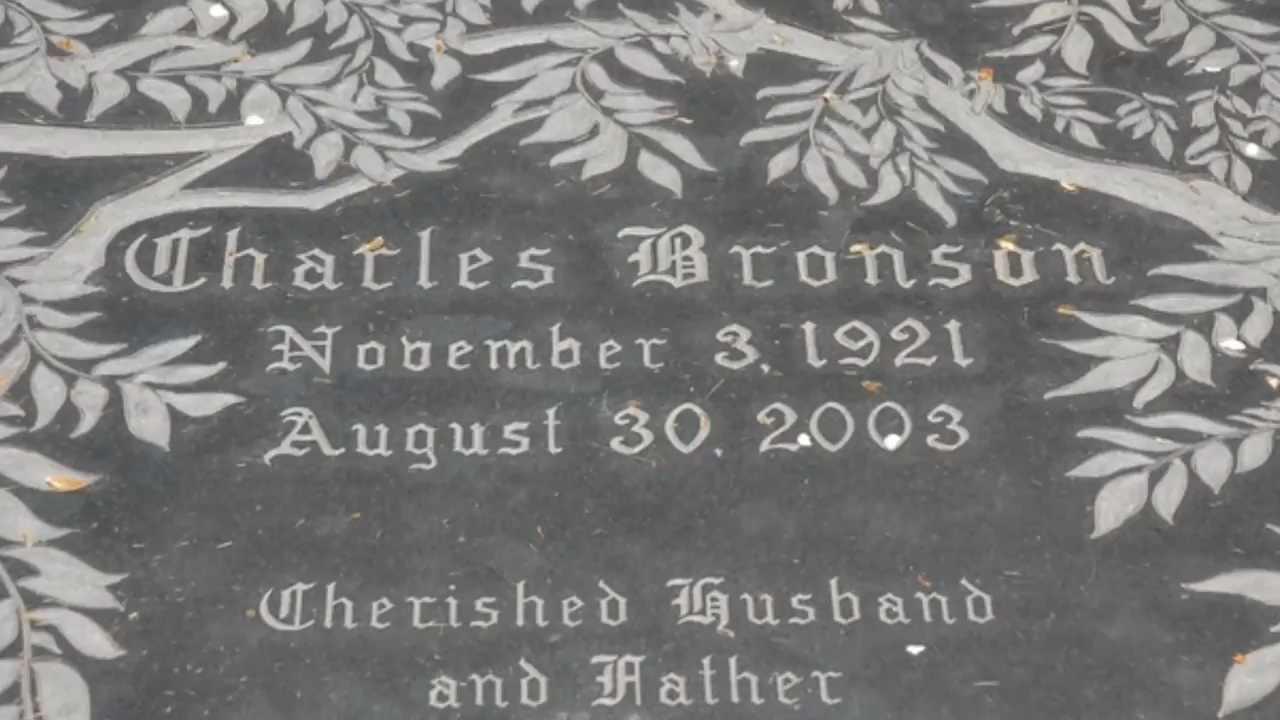 Charles Bronson
November 3, 1921
August 30, 2003
Cherished Husband
and Father